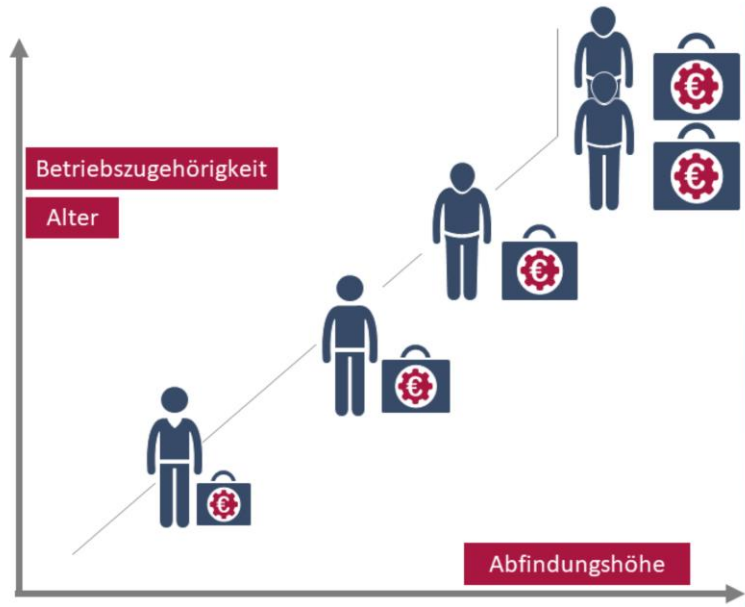 Betriebszugehörigkeit
Alter
€
€
€
€
€
Abfindungshöhe